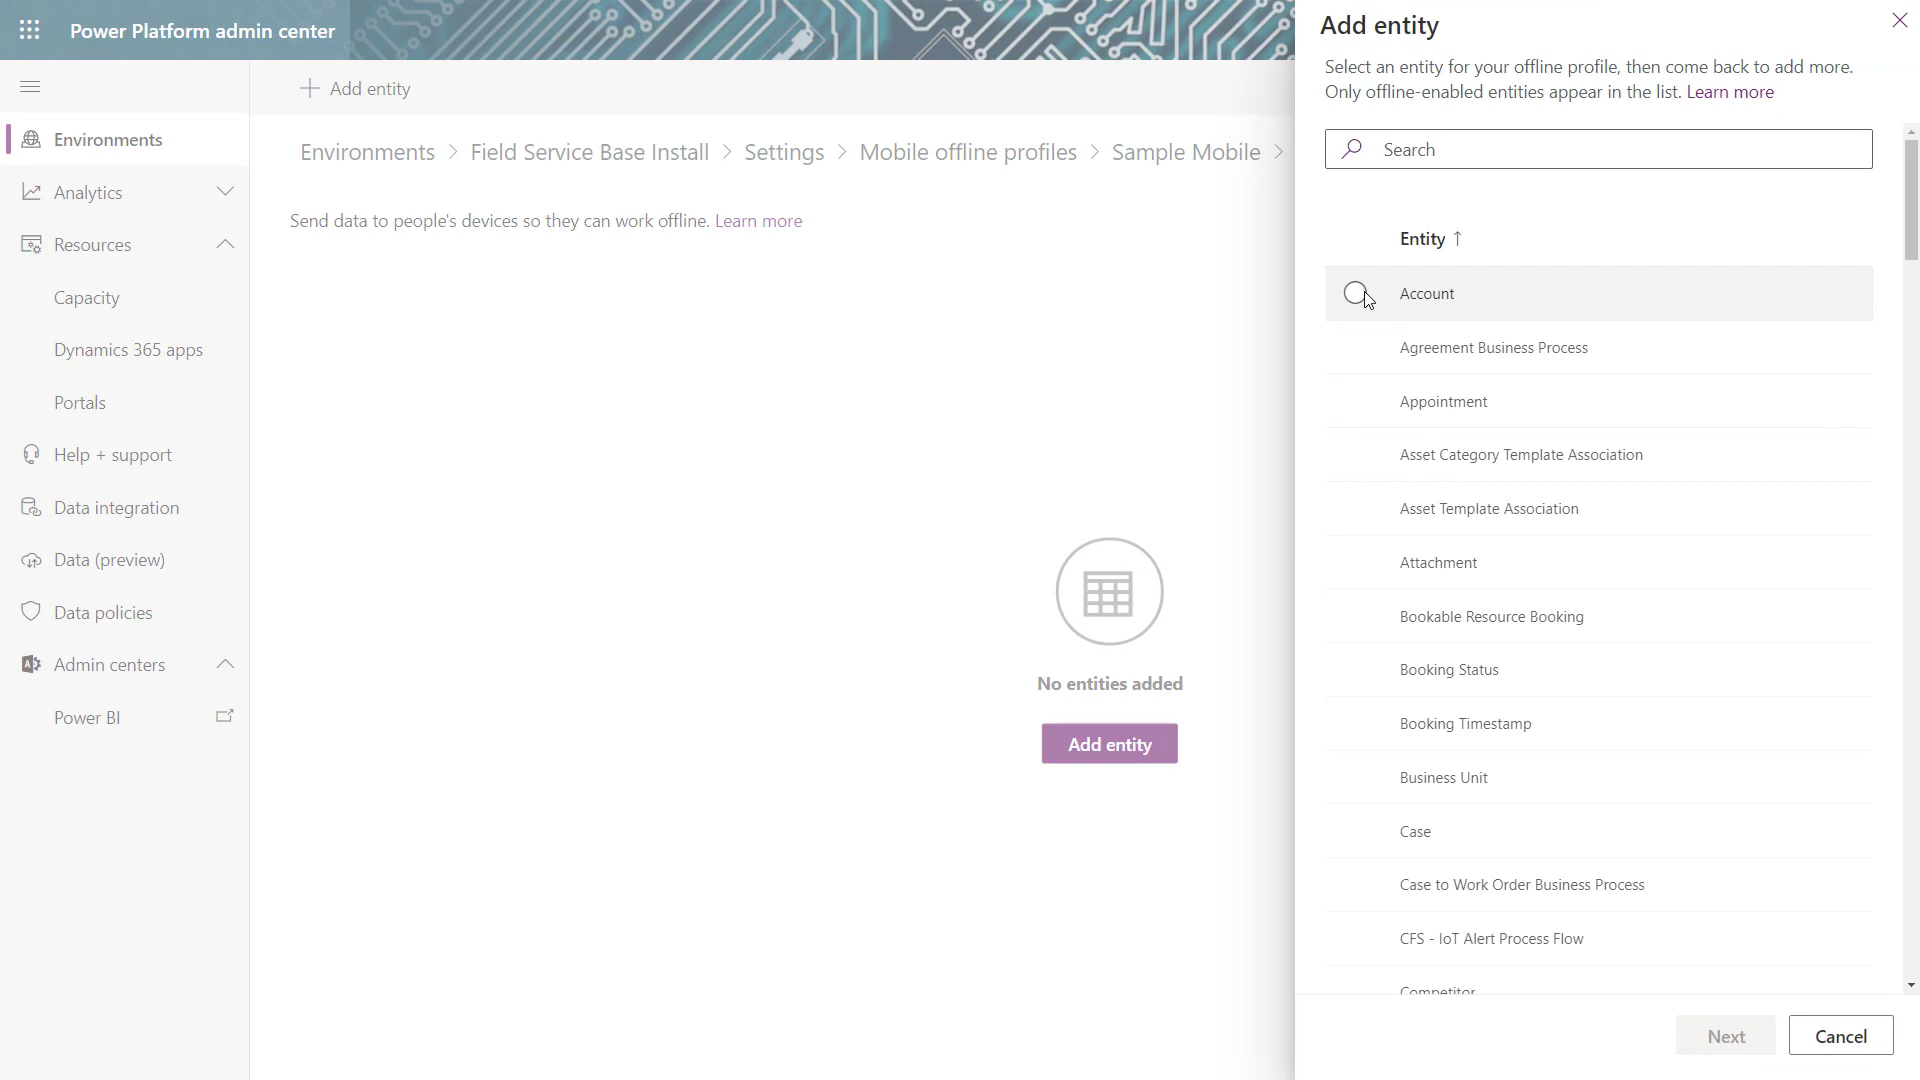 Power Platform admin center
Add entity
Environments
Analytics
Resources
Capacity
Dynamics 365 apps
Portals
Help + support
Data integration
Data (preview)
Data policies
Admin centers
Power BI
Environments > Field Service Base Install > Settings > Mobile offline profiles > Sample Mobile >
Send data to people's devices so they can work offline. Learn more
No entities added
Add entity
Add entity
Select an entity for your offline profile, then come back to add more.
Only offline-enabled entities appear in the list. Learn more
Search
Entity ↑
Account
Agreement Business Process
Appointment
Asset Category Template Association
Asset Template Association
Attachment
Bookable Resource Booking
Booking Status
Booking Timestamp
Business Unit
Case
Case to Work Order Business Process
CFS - IoT Alert Process Flow
Competitor
Next
Cancel